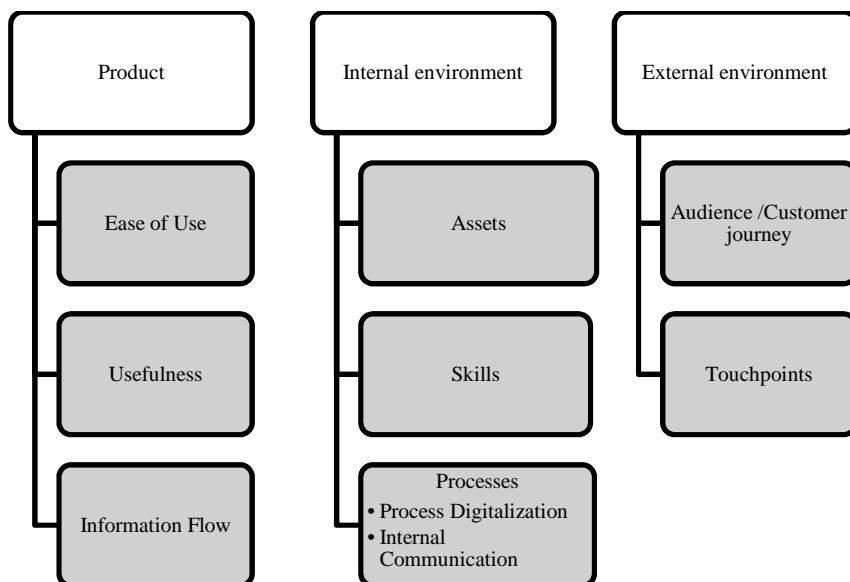 Product
Ease of Use
Usefulness
Information Flow
Internal environment
Assets
Skills
Processes
• Process Digitalization
• Internal
Communication
External environment
Audience /Customer
journey
Touchpoints